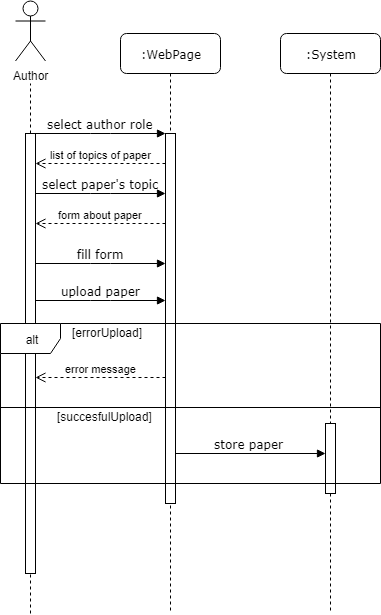 :WebPage
:System
Author
select author role
list of topics of paper
select paper's topic
form about paper
fill form
upload paper
alt
[errorUpload]
error message
[succesfulUpload]
store paper